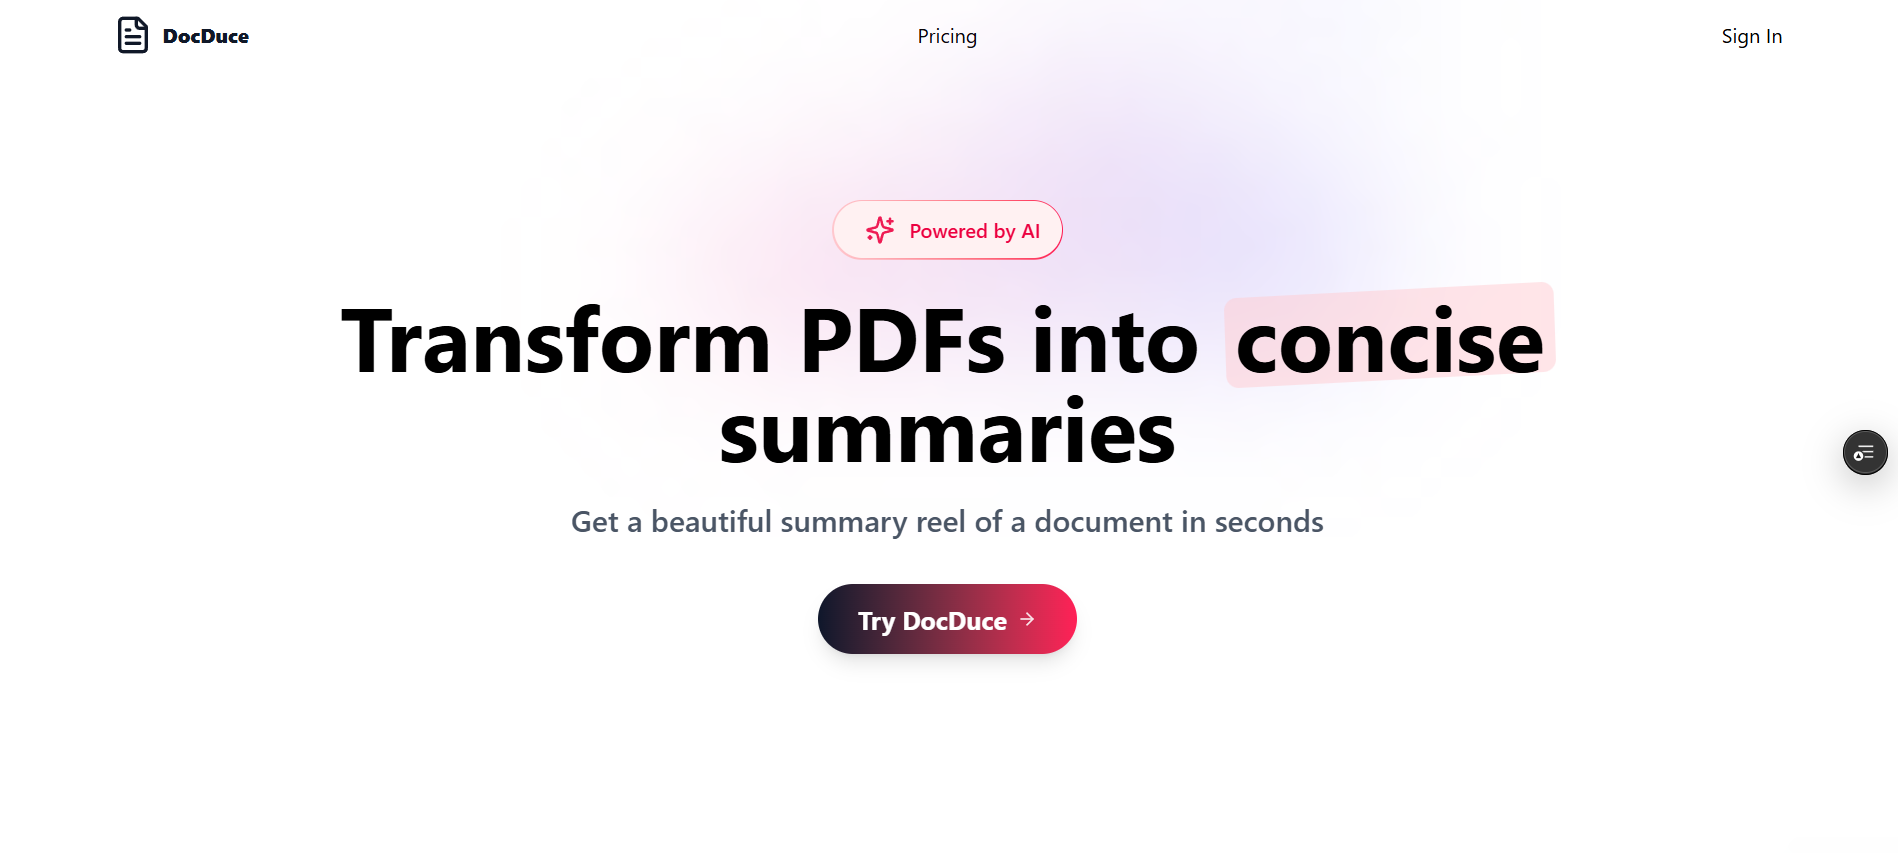 DocDuce
Pricing
Sign In
Powered by AI
Transform PDFs into concise
summaries
Get a beautiful summary reel of a document in seconds
Try DocDuce →